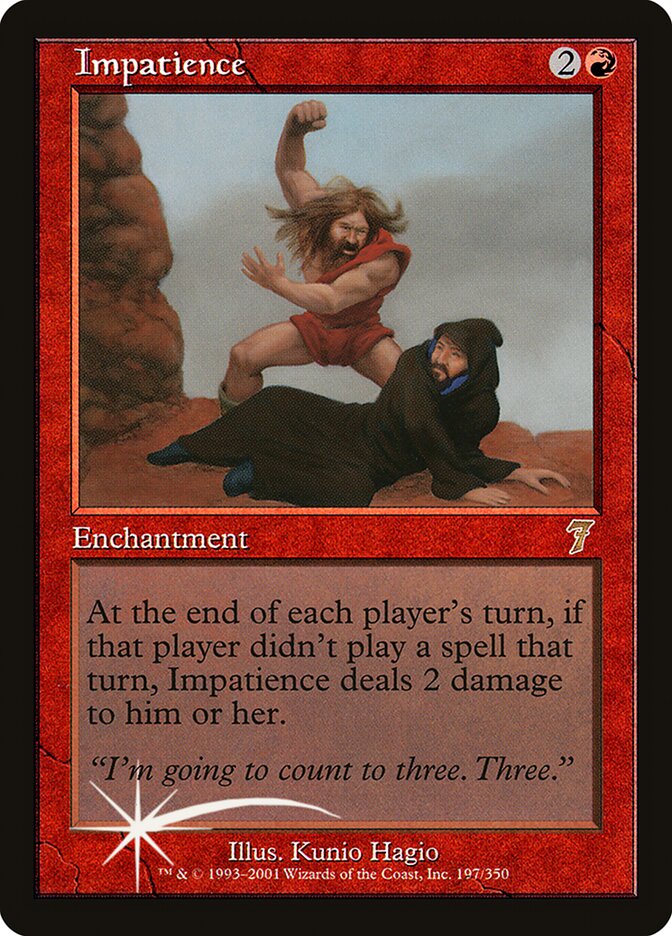 Impatience 2
Enchantment 7
At the end of each player's turn, if
that player didn't play a spell that
turn, Impatience deals 2 damage
to him or her.
“I'm going to count to three. Three.”
Illus. Kunio Hagio
™ & © 1993–2001 Wizards of the Coast, Inc. 197/350